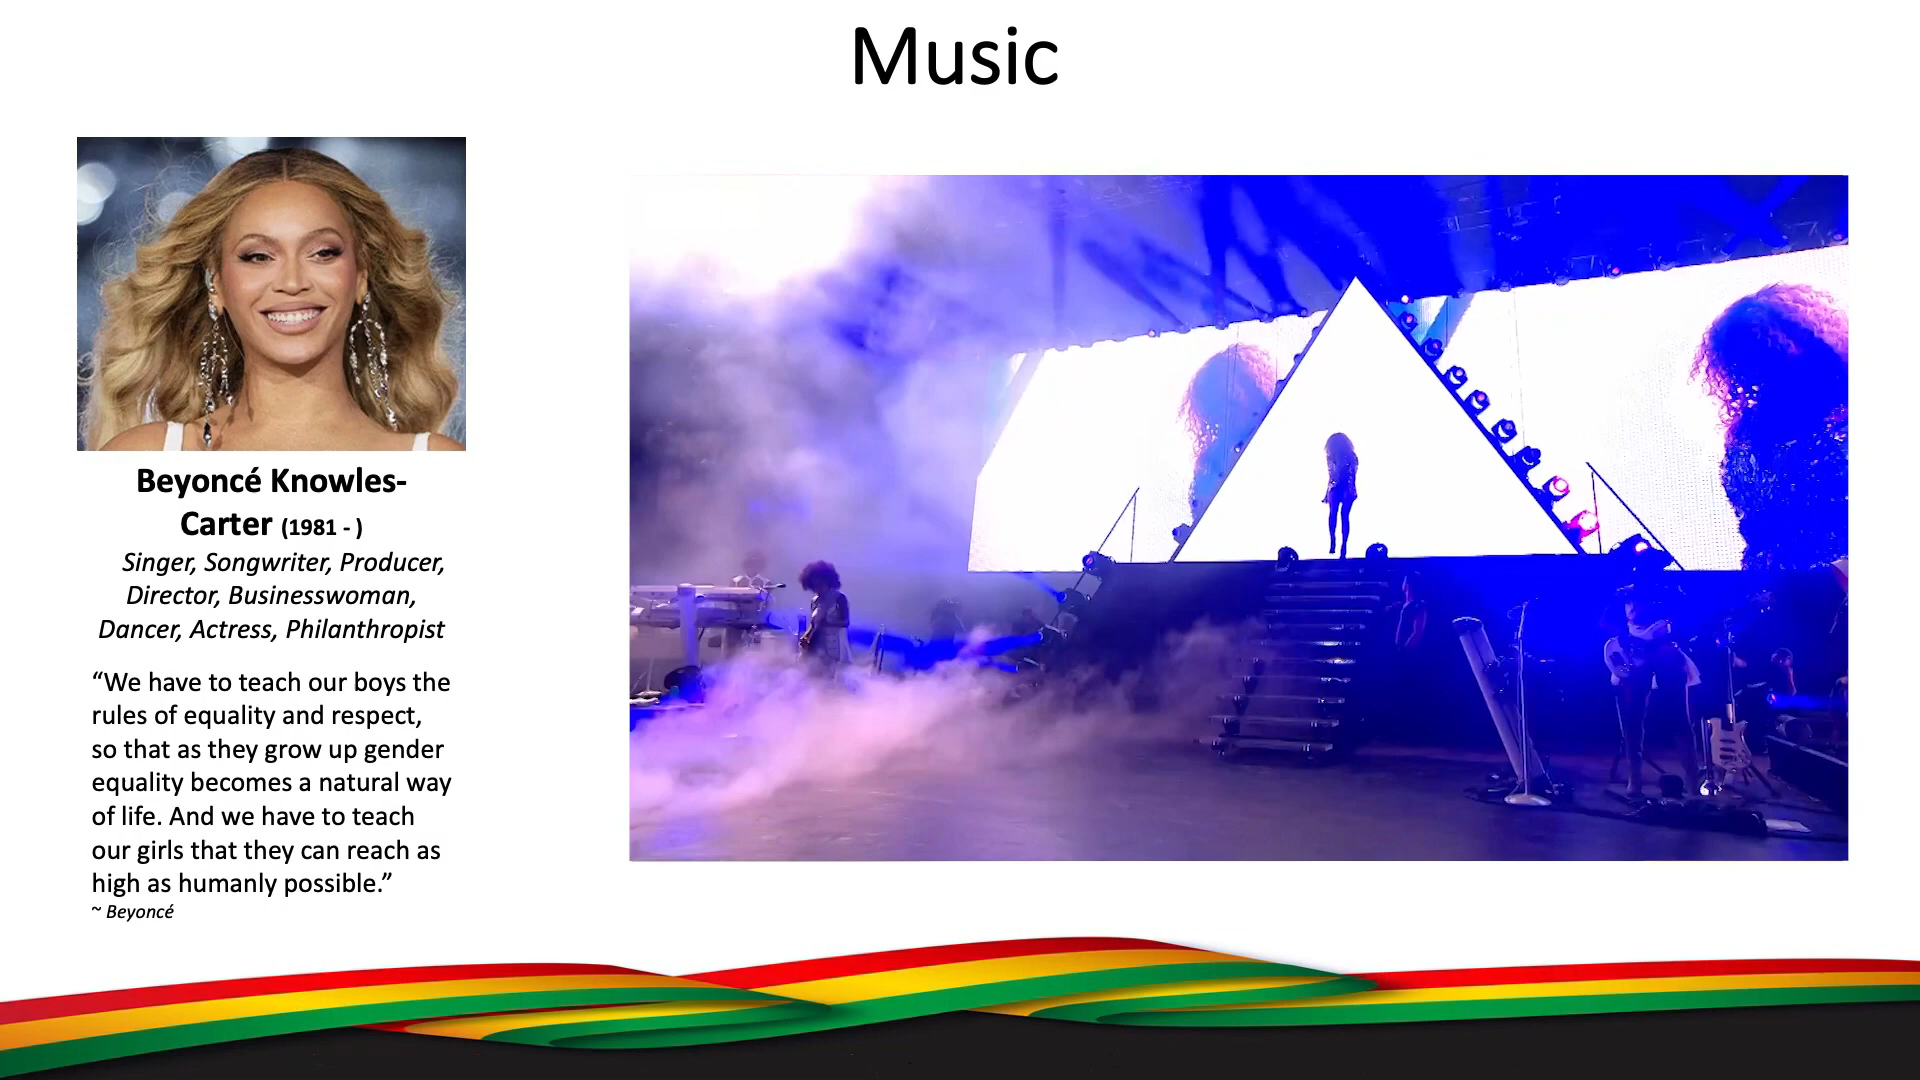 Music
Beyoncé Knowles-
Carter (1981 - )
Singer, Songwriter, Producer,
Director, Businesswoman,
Dancer, Actress, Philanthropist
“We have to teach our boys the
rules of equality and respect,
so that as they grow up gender
equality becomes a natural way
of life. And we have to teach
our girls that they can reach as
high as humanly possible.”
~ Beyoncé